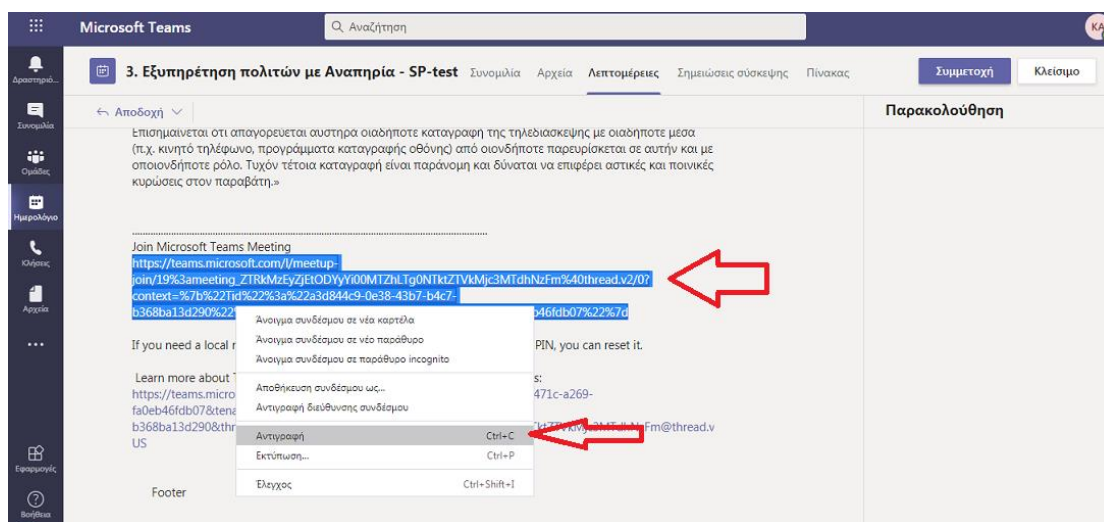 Microsoft Teams
Αναζήτηση
KA
Δραστηριό...
Συνομιλία
Ομάδες
Ημερολόγιο
Κλήσεις
Αρχεία
Εφαρμογές
Βοήθεια
3. Εξυπηρέτηση πολιτών με Αναπηρία - SP-test Συνομιλία Αρχεία Λεπτομέρειες Σημειώσεις σύσκεψης Πίνακας Συμμετοχή Κλείσιμο
Αποδοχή
Παρακολούθηση
Επισημαίνεται ότι απαγορεύεται αυστηρά οιαδήποτε καταγραφή της τηλεδιάσκεψης με οιαδήποτε μέσα
(π.χ. κινητό τηλέφωνο, προγράμματα καταγραφής οθόνης) από οιονδήποτε παρευρίσκεται σε αυτήν και με
οποιονδήποτε ρόλο. Τυχόν τέτοια καταγραφή είναι παράνομη και δύναται να επιφέρει αστικές και ποινικές
κυρώσεις στον παραβάτη.»
Join Microsoft Teams Meeting
https://teams.microsoft.com/l/meetup-
join/19%3ameeting_ZTRkMzEyZjEtODYyYi00MTZhLTg0NTktZTVkMjc3MTdhNzFm%40thread.v2/0?
context=%7b%22Tid%22%3a%22a3d844c9-0e38-43b7-b4c7-
b368ba13d290%22 b46fdb07%22%7d
If you need a local PIN, you can reset it.
Learn more about s:
https://teams.micro 471c-a269-
fa0eb46fdb07&tena
b368ba13d290&thr Fm@thread.v
US
Footer
Άνοιγμα συνδέσμου σε νέα καρτέλα
Άνοιγμα συνδέσμου σε νέο παράθυρο
Άνοιγμα συνδέσμου σε παράθυρο incognito
Αποθήκευση συνδέσμου ως...
Αντιγραφή διεύθυνσης συνδέσμου
Αντιγραφή Ctrl+C
Εκτύπωση... Ctrl+P
Έλεγχος Ctrl+Shift+I